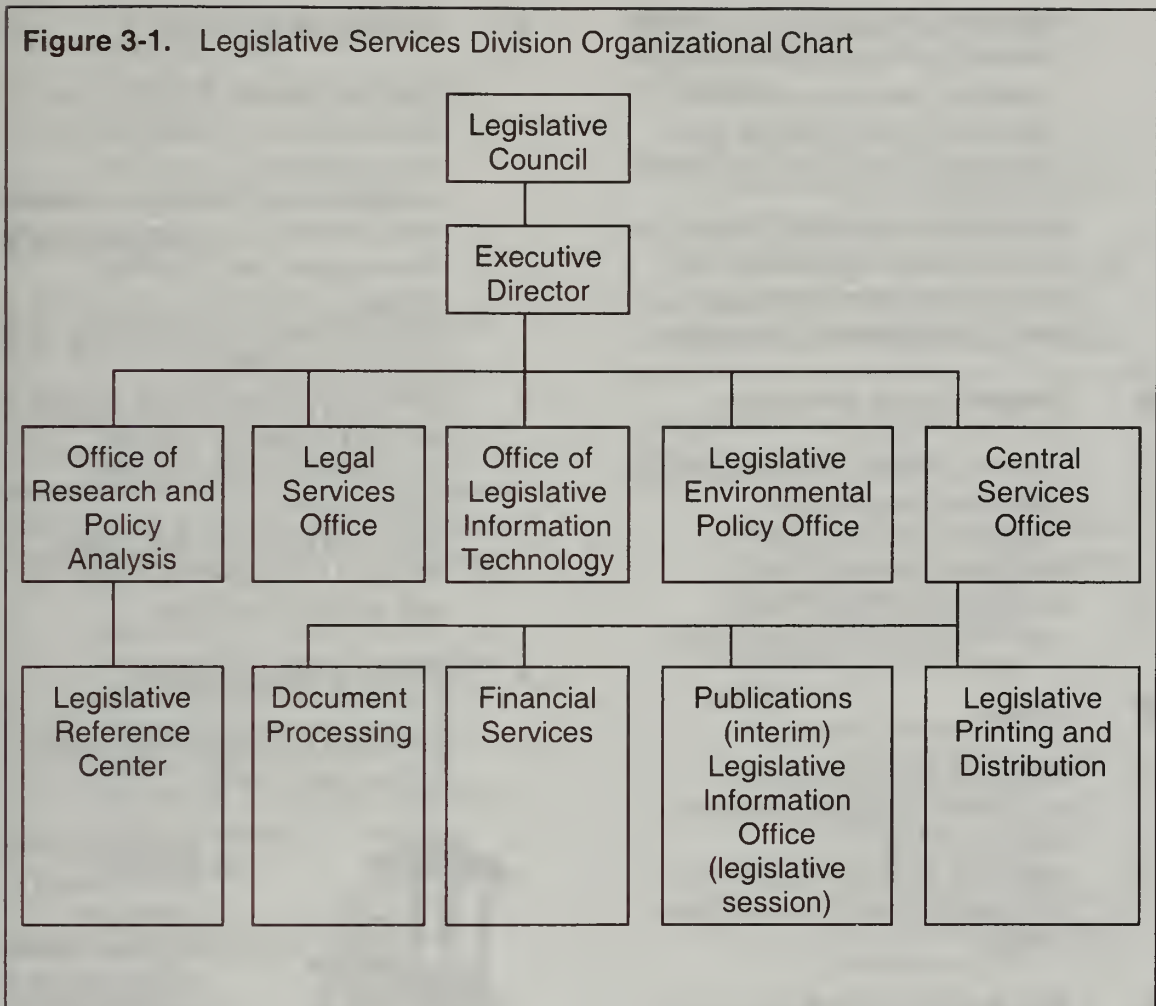 Figure 3-1. Legislative Services Division Organizational Chart
Legislative
Council
Executive
Director
Office of
Research and
Policy
Analysis
Legal
Services
Office
Office of
Legislative
Information
Technology
Legislative
Environmental
Policy Office
Central
Services
Office
Legislative
Reference
Center
Document
Processing
Financial
Services
Publications
(interim)
Legislative
Information
Office
(legislative
session)
Legislative
Printing and
Distribution